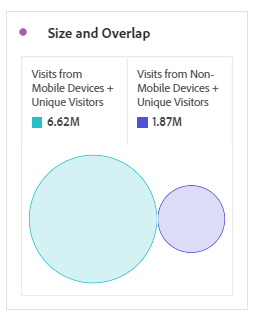 Size and Overlap
Visits from
Mobile Devices +
Unique Visitors
6.62M
Visits from Non-
Mobile Devices +
Unique Visitors
1.87M